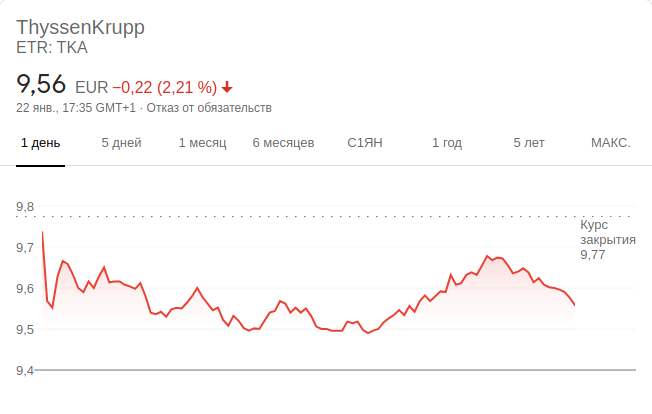 ThyssenKrupp
ETR: TKA
9,56 EUR −0,22 (2,21 %)
22 янв., 17:35 GMT+1 · Отказ от обязательств
1 день 5 дней 1 месяц 6 месяцев С1ЯН 1 год 5 лет МАКС.
9,8
Курс
закрытия
9,77
9,7
9,6
9,5
9,4